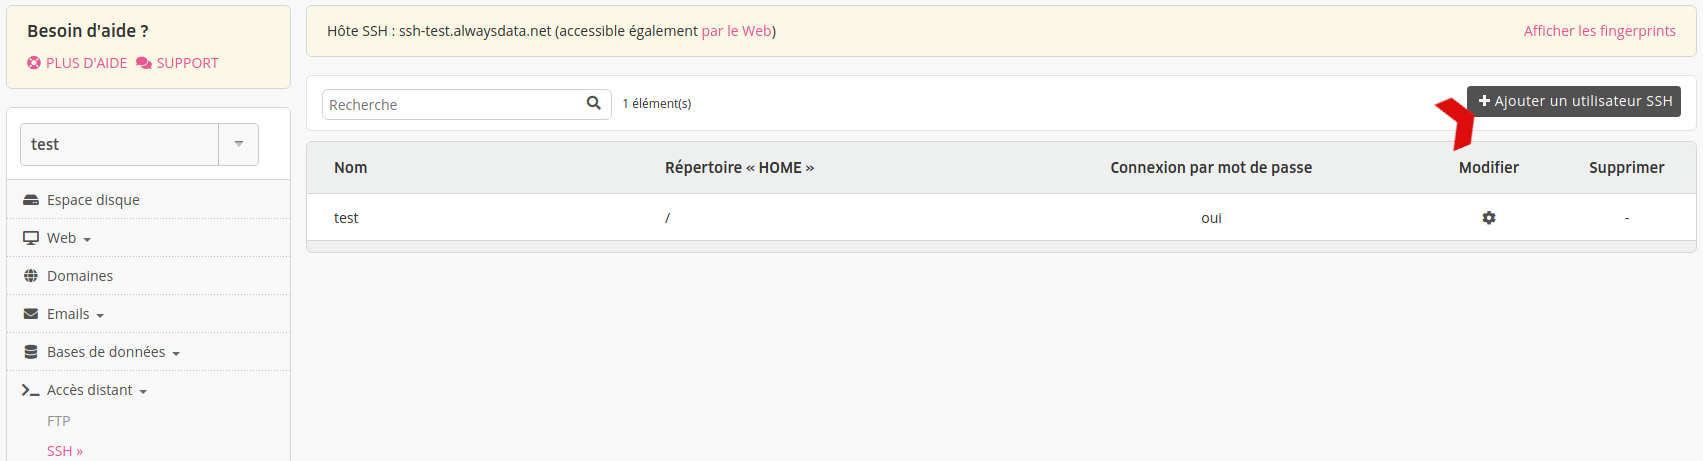 Besoin d'aide ?
PLUS D'AIDE SUPPORT
test
Espace disque
Web
Domaines
Emails
Bases de données
Accès distant
FTP
SSH »
Hôte SSH : ssh-test.alwaysdata.net (accessible également par le Web) Afficher les fingerprints
Recherche 1 élément(s) Ajouter un utilisateur SSH
Nom Répertoire « HOME » Connexion par mot de passe Modifier Supprimer
test / oui -